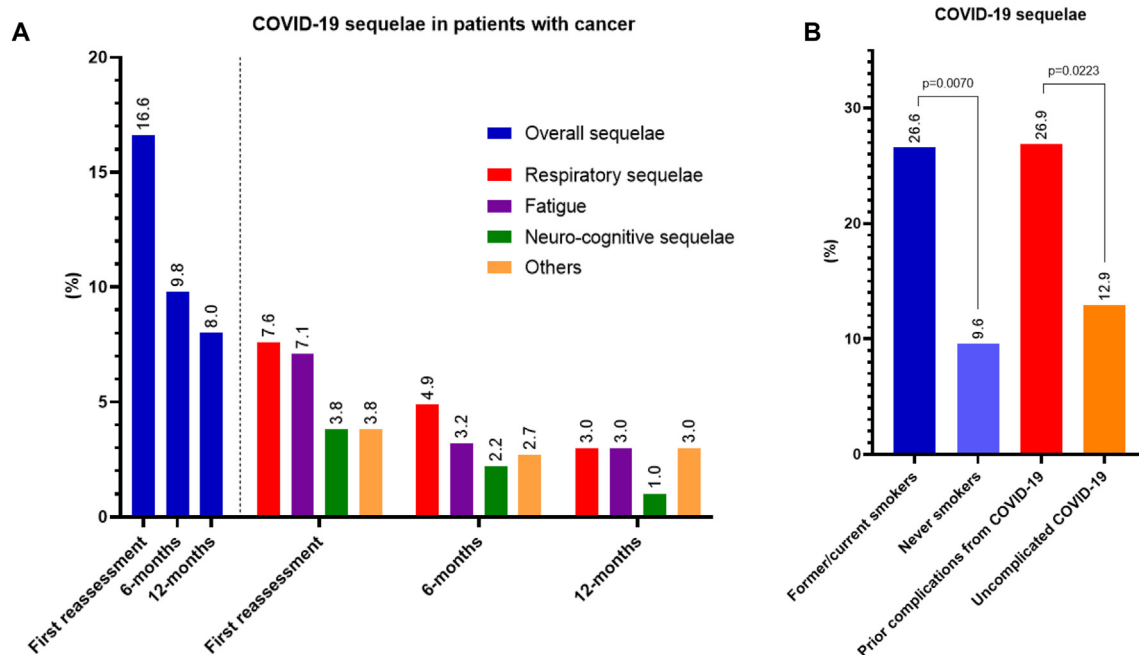 A
COVID-19 sequelae in patients with cancer
20
15
10
5
0
(%)
16.6
9.8
8.0
7.6
7.1
3.8
3.8
4.9
3.2
2.2
2.7
3.0
3.0
1.0
3.0
Overall sequelae
Respiratory sequelae
Fatigue
Neuro-cognitive sequelae
Others
First reassessment
6-months
12-months
First reassessment
6-months
12-months
B
COVID-19 sequelae
30
20
10
0
(%)
p=0.0070
p=0.0223
26.6
9.6
26.9
12.9
Former/current smokers
Never smokers
Prior complications from COVID-19
Uncomplicated COVID-19